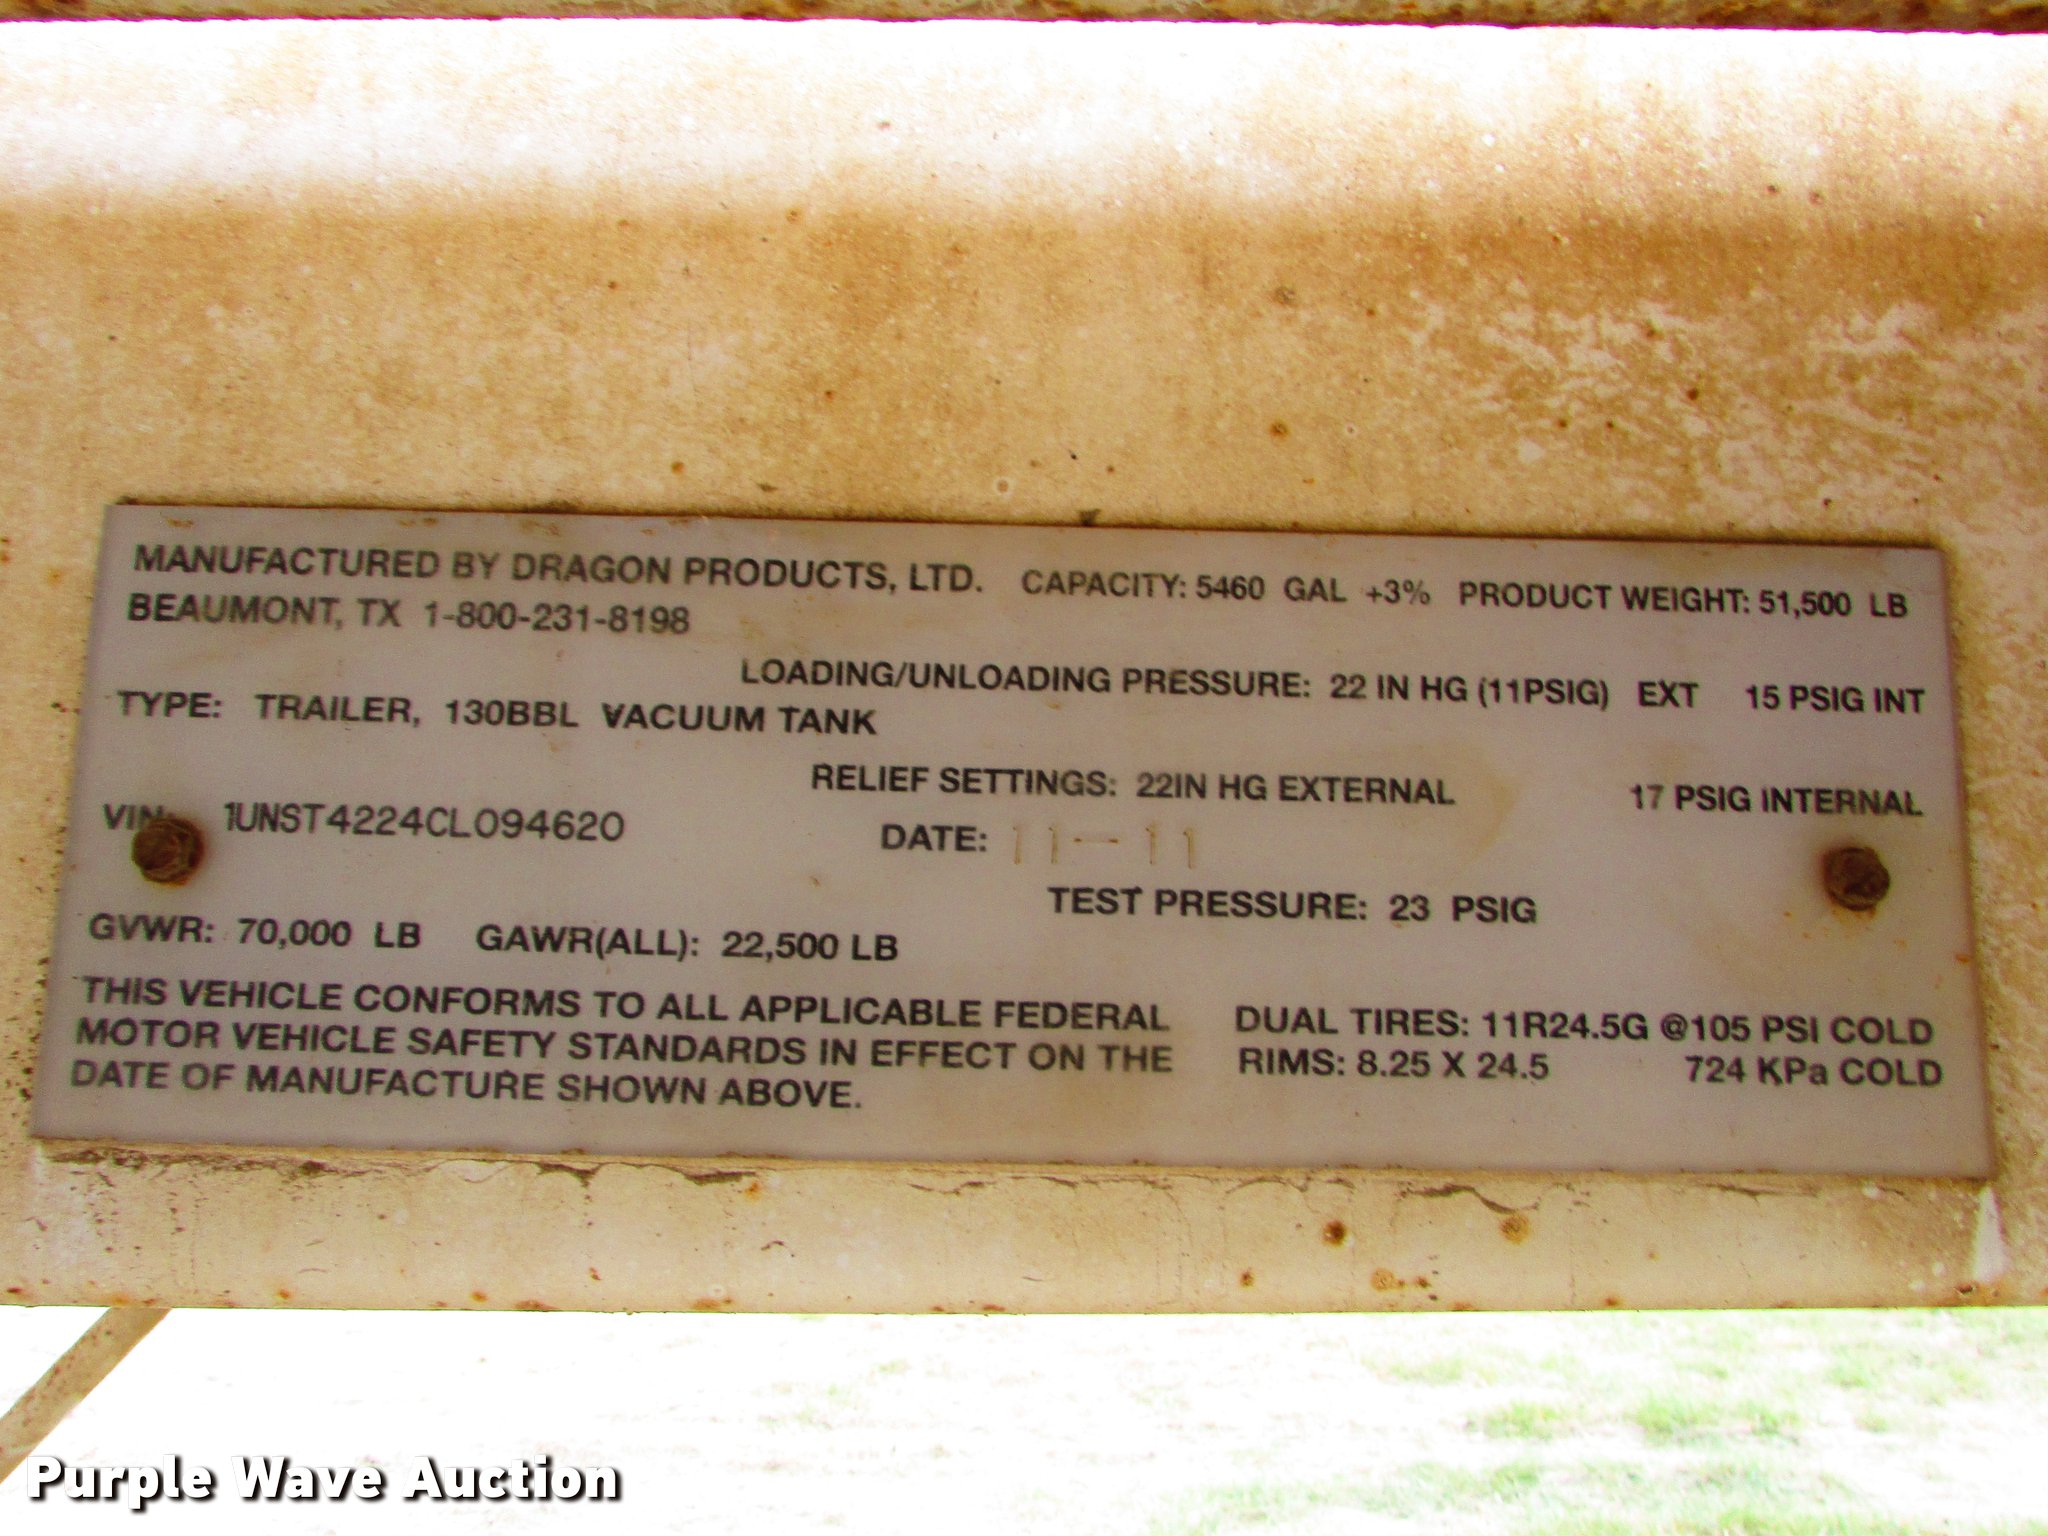 MANUFACTURED BY DRAGON PRODUCTS, LTD. CAPACITY: 5460 GAL +3% PRODUCT WEIGHT: 51,500 LB
BEAUMONT, TX 1-800-231-8198
LOADING/UNLOADING PRESSURE: 22 IN HG (11PSIG) EXT 15 PSIG INT
TYPE: TRAILER, 130BBL VACUUM TANK
RELIEF SETTINGS: 22IN HG EXTERNAL 17 PSIG INTERNAL
VIN: 1UNST4224CL094620 DATE: 11-11
TEST PRESSURE: 23 PSIG
GVWR: 70,000 LB GAWR(ALL): 22,500 LB
THIS VEHICLE CONFORMS TO ALL APPLICABLE FEDERAL
MOTOR VEHICLE SAFETY STANDARDS IN EFFECT ON THE
DATE OF MANUFACTURE SHOWN ABOVE.
DUAL TIRES: 11R24.5G @105 PSI COLD
RIMS: 8.25 X 24.5 724 KPa COLD
Purple Wave Auction